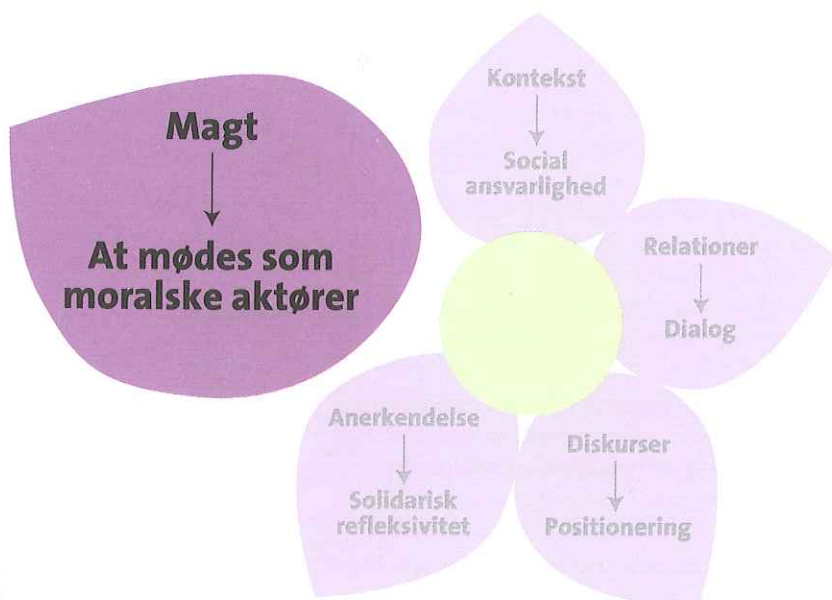 Magt
At mødes som
moralske aktører
Kontekst
Social
ansvarlighed
Relationer
Dialog
Anerkendelse
Solidarisk
refleksivitet
Diskurser
Positionering